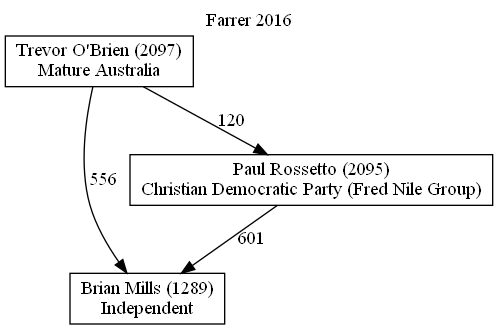 Farrer 2016
Trevor O'Brien (2097)
Mature Australia
120
Paul Rossetto (2095)
Christian Democratic Party (Fred Nile Group)
556
601
Brian Mills (1289)
Independent